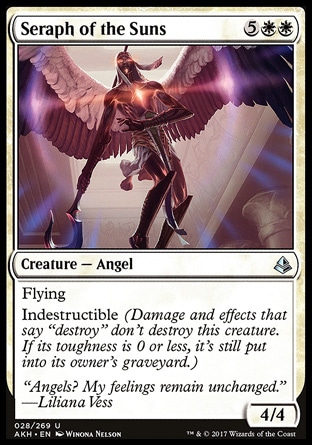 Seraph of the Suns 5
Creature — Angel
Flying
Indestructible (Damage and effects that
say “destroy” don’t destroy this creature.
If its toughness is 0 or less, it’s still put
into its owner’s graveyard.)
“Angels? My feelings remain unchanged.”
—Liliana Vess
4/4
028/269 U
AKH • EN Winona Nelson ™ & © 2017 Wizards of the Coast